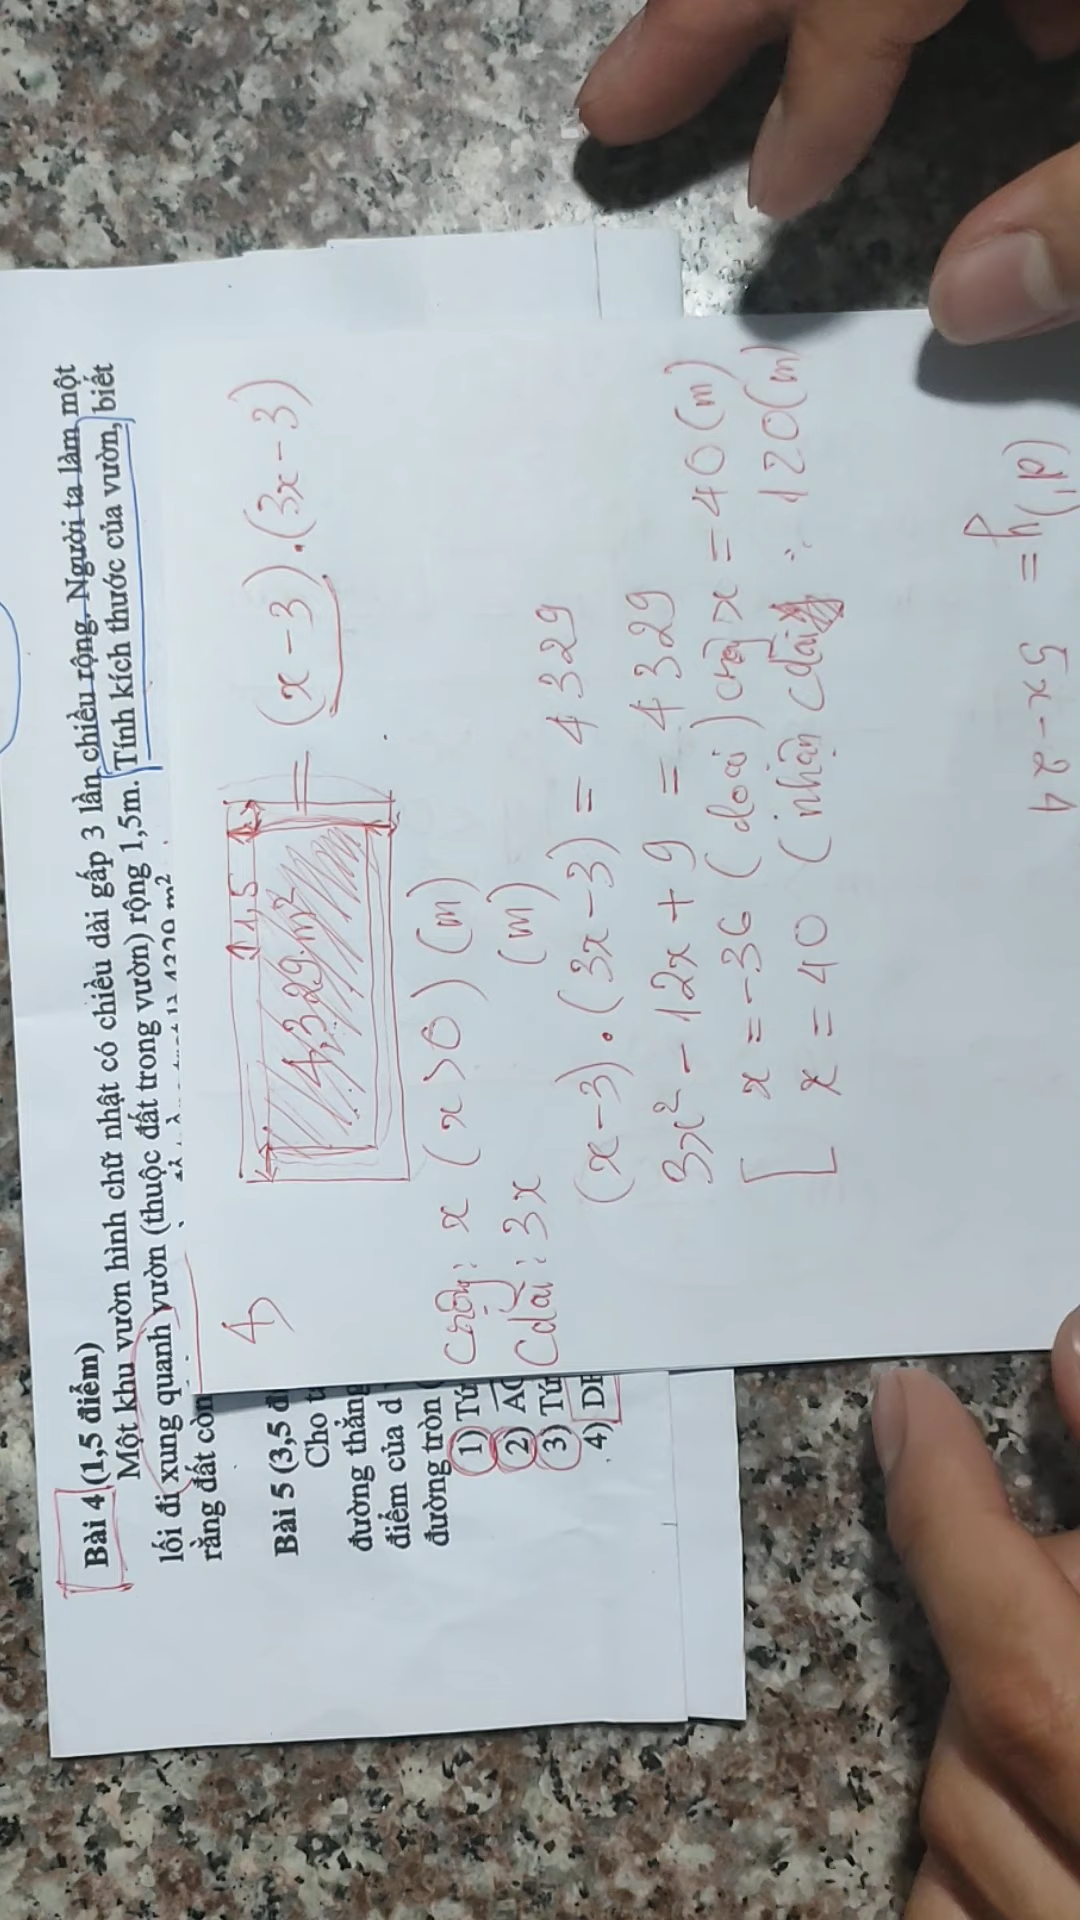 Bài 4 (1,5 điểm)
Một khu vườn hình chữ nhật có chiều dài gấp 3 lần chiều rộng. Người ta làm một
lối đi xung quanh vườn (thuộc đất trong vườn) rộng 1,5m. Tính kích thước của vườn, biết
rằng đất còn
Bài 5 (3,5 đ
Cho t
đường thẳng
điểm của d
đường tròn
1) Tứ
2)
3) Tứ
4)
4)
1,5
4329 m²
= (x-3).(3x-3)
Crộng: x (x>0) (m)
Cdài: 3x (m)
(x-3).(3x-3) = 4329
3x² - 12x + 9 = 4329
x = -36 (loại) crộng x = 40 (m)
x = 40 (nhận cdài : 120 (m)
(d') y = 5x - 24